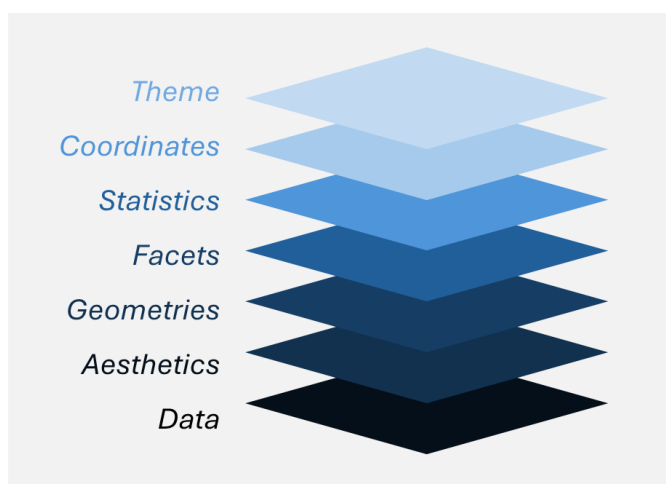 Theme
Coordinates
Statistics
Facets
Geometries
Aesthetics
Data